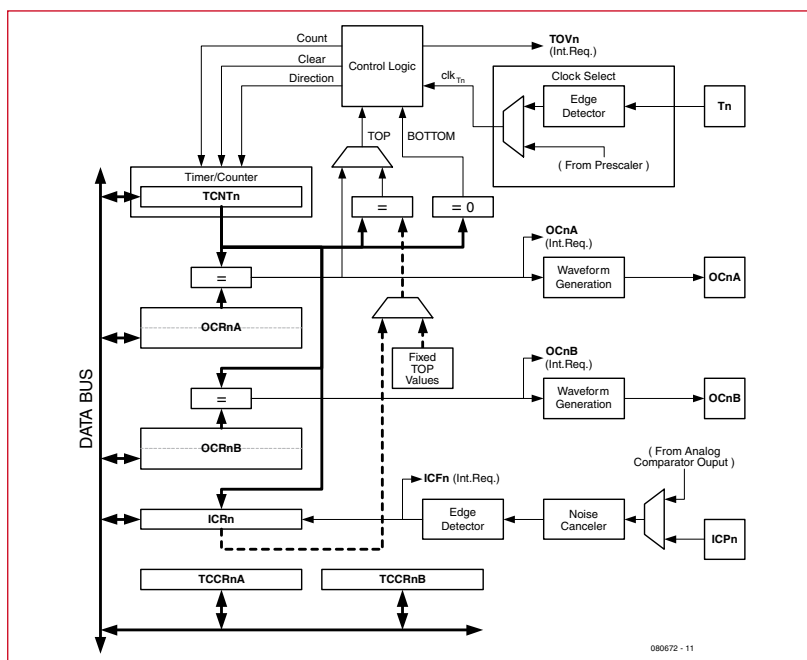 Count
Clear
Direction
Control Logic
TOVn
(Int.Req.)
clkTn
Clock Select
Edge
Detector
Tn
( From Prescaler )
TOP
BOTTOM
Timer/Counter
TCNTn
=
= 0
=
OCnA
(Int.Req.)
Waveform
Generation
OCnA
OCRnA
Fixed
TOP
Values
DATA BUS
=
OCnB
(Int.Req.)
Waveform
Generation
OCnB
OCRnB
( From Analog
Comparator Ouput )
ICFn (Int.Req.)
ICRn
Edge
Detector
Noise
Canceler
ICPn
TCCRnA
TCCRnB
080672 - 11